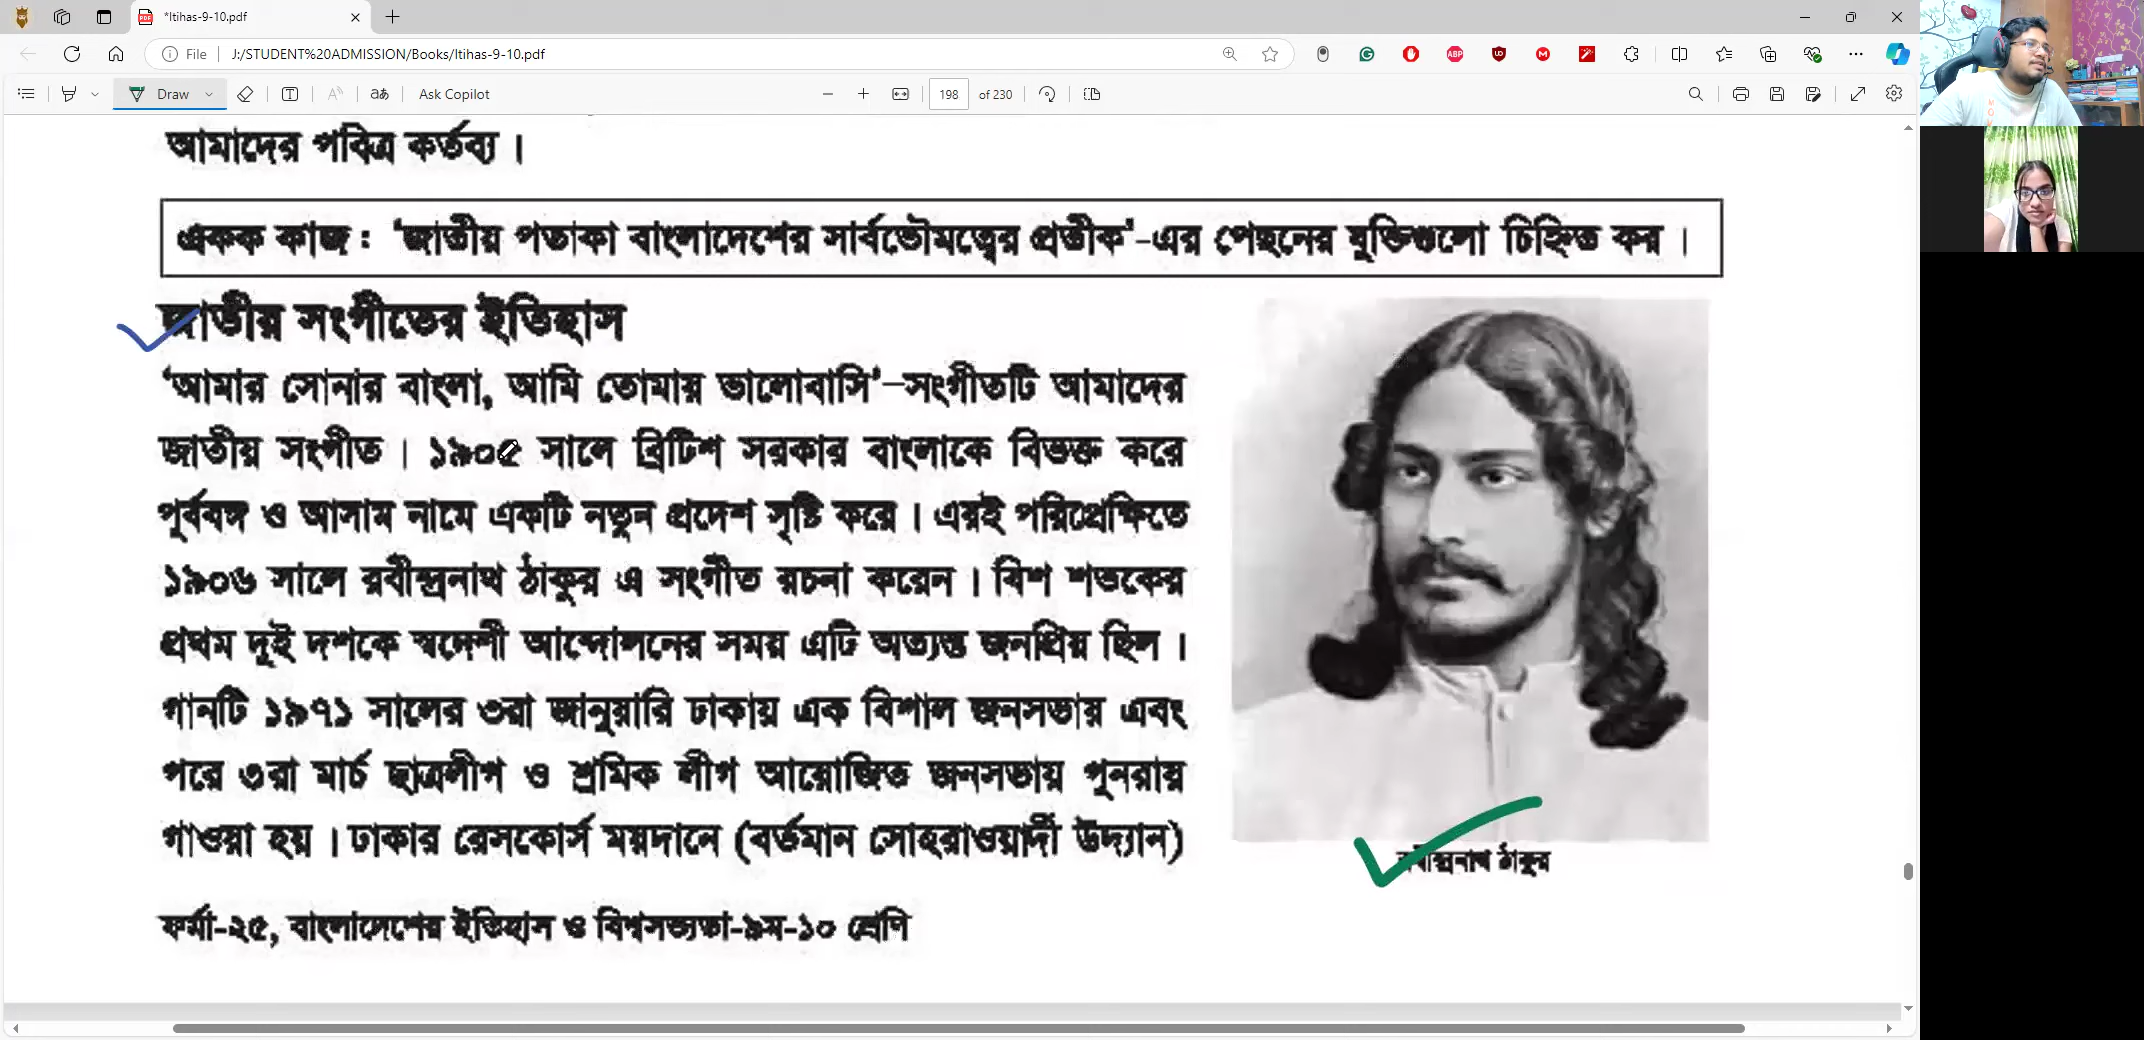 *Itihas-9-10.pdf
File J:/STUDENT%20ADMISSION/Books/Itihas-9-10.pdf
Draw aあ Ask Copilot 198 of 230
আমাদের পবিত্র কর্তব্য ।
একক কাজ : ‘জাতীয় পতাকা বাংলাদেশের সার্বভৌমত্বের প্রতীক’-এর পেছনের যুক্তিগুলো চিহ্নিত কর ।
জাতীয় সংগীতের ইতিহাস
‘আমার সোনার বাংলা, আমি তোমায় ভালোবাসি’-সংগীতটি আমাদের
জাতীয় সংগীত । ১৯০৫ সালে ব্রিটিশ সরকার বাংলাকে বিভক্ত করে
পূর্ববঙ্গ ও আসাম নামে একটি নতুন প্রদেশ সৃষ্টি করে । এরই পরিপ্রেক্ষিতে
১৯০৬ সালে রবীন্দ্রনাথ ঠাকুর এ সংগীত রচনা করেন । বিশ শতকের
প্রথম দুই দশকে স্বদেশী আন্দোলনের সময় এটি অত্যন্ত জনপ্রিয় ছিল ।
গানটি ১৯৭১ সালের ৩রা জানুয়ারি ঢাকায় এক বিশাল জনসভায় এবং
পরে ৩রা মার্চ ছাত্রলীগ ও শ্রমিক লীগ আয়োজিত জনসভায় পুনরায়
গাওয়া হয় । ঢাকার রেসকোর্স ময়দানে (বর্তমান সোহরাওয়ার্দী উদ্যান)
রবীন্দ্রনাথ ঠাকুর
ফর্মা-২৫, বাংলাদেশের ইতিহাস ও বিশ্বসভ্যতা-৯ম-১০ শ্রেণি